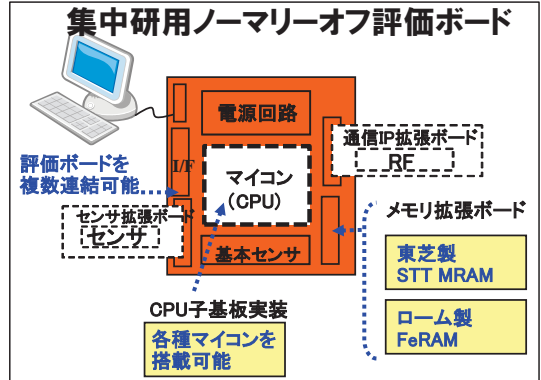 集中研用ノーマリーオフ評価ボード
電源回路
通信IP拡張ボード
RF
I/F
評価ボードを
複数連結可能
マイコン
（CPU）
センサ拡張ボード
センサ
基本センサ
メモリ拡張ボード
東芝製
STT MRAM
ローム製
FeRAM
CPU子基板実装
各種マイコンを
搭載可能